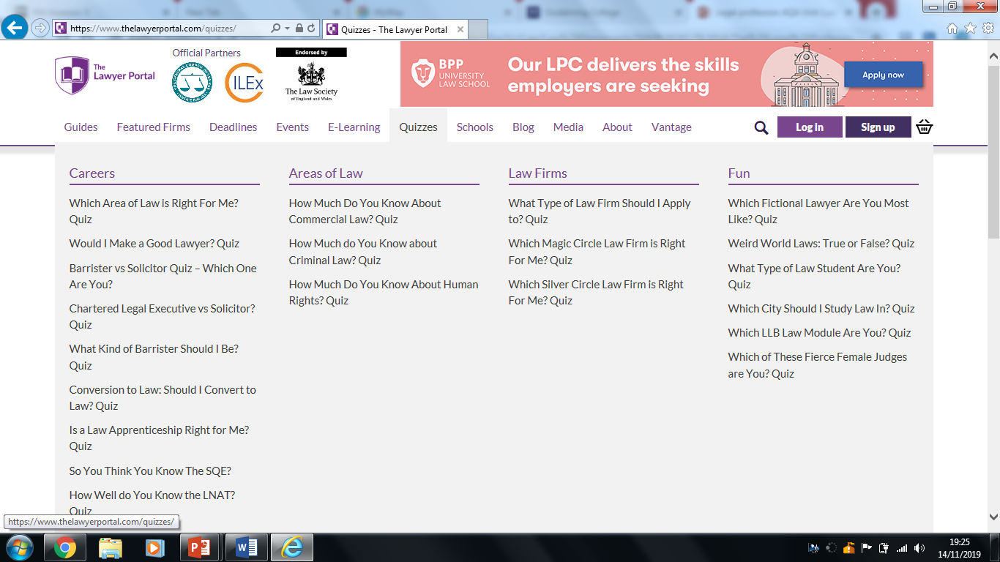 https://www.thelawyerportal.com/quizzes/
Quizzes - The Lawyer Portal
The
Lawyer Portal
Official Partners
ILEX
Endorsed by
The Law Society
of England and Wales
BPP
UNIVERSITY
LAW SCHOOL
Our LPC delivers the skills
employers are seeking
Apply now
Guides Featured Firms Deadlines Events E-Learning Quizzes Schools Blog Media About Vantage Log in Sign up
Careers
Which Area of Law is Right For Me?
Quiz
Would I Make a Good Lawyer? Quiz
Barrister vs Solicitor Quiz – Which One
Are You?
Chartered Legal Executive vs Solicitor?
Quiz
What Kind of Barrister Should I Be?
Quiz
Conversion to Law: Should I Convert to
Law? Quiz
Is a Law Apprenticeship Right for Me?
Quiz
So You Think You Know The SQE?
How Well do You Know the LNAT?
Quiz
Areas of Law
How Much Do You Know About
Commercial Law? Quiz
How Much do You Know about
Criminal Law? Quiz
How Much Do You Know About Human
Rights? Quiz
Law Firms
What Type of Law Firm Should I Apply
to? Quiz
Which Magic Circle Law Firm is Right
For Me? Quiz
Which Silver Circle Law Firm is Right
For Me? Quiz
Fun
Which Fictional Lawyer Are You Most
Like? Quiz
Weird World Laws: True or False? Quiz
What Type of Law Student Are You?
Quiz
Which City Should I Study Law In? Quiz
Which LLB Law Module Are You? Quiz
Which of These Fierce Female Judges
are You? Quiz
https://www.thelawyerportal.com/quizzes/
19:25
14/11/2019